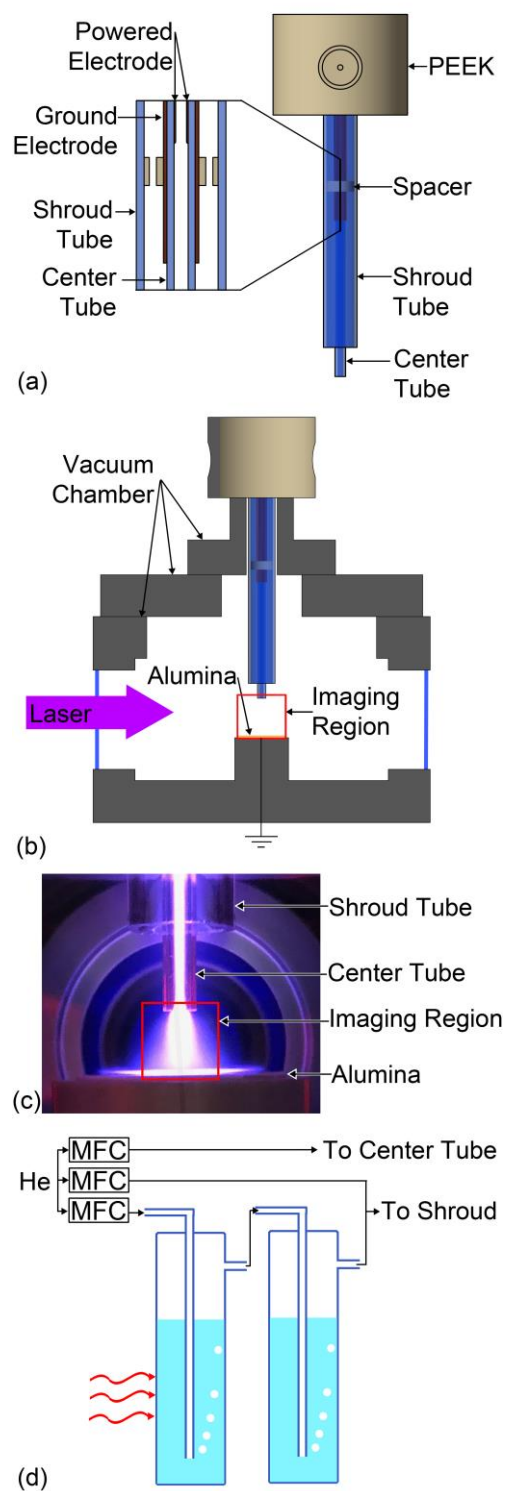 Powered
Electrode
PEEK
Ground
Electrode
Spacer
Shroud
Tube
Shroud
Tube
Center
Tube
Center
Tube
(a)
Vacuum
Chamber
Alumina
Imaging
Region
Laser
(b)
Shroud Tube
Center Tube
Imaging Region
Alumina
(c)
MFC
To Center Tube
He
MFC
MFC
To Shroud
(d)